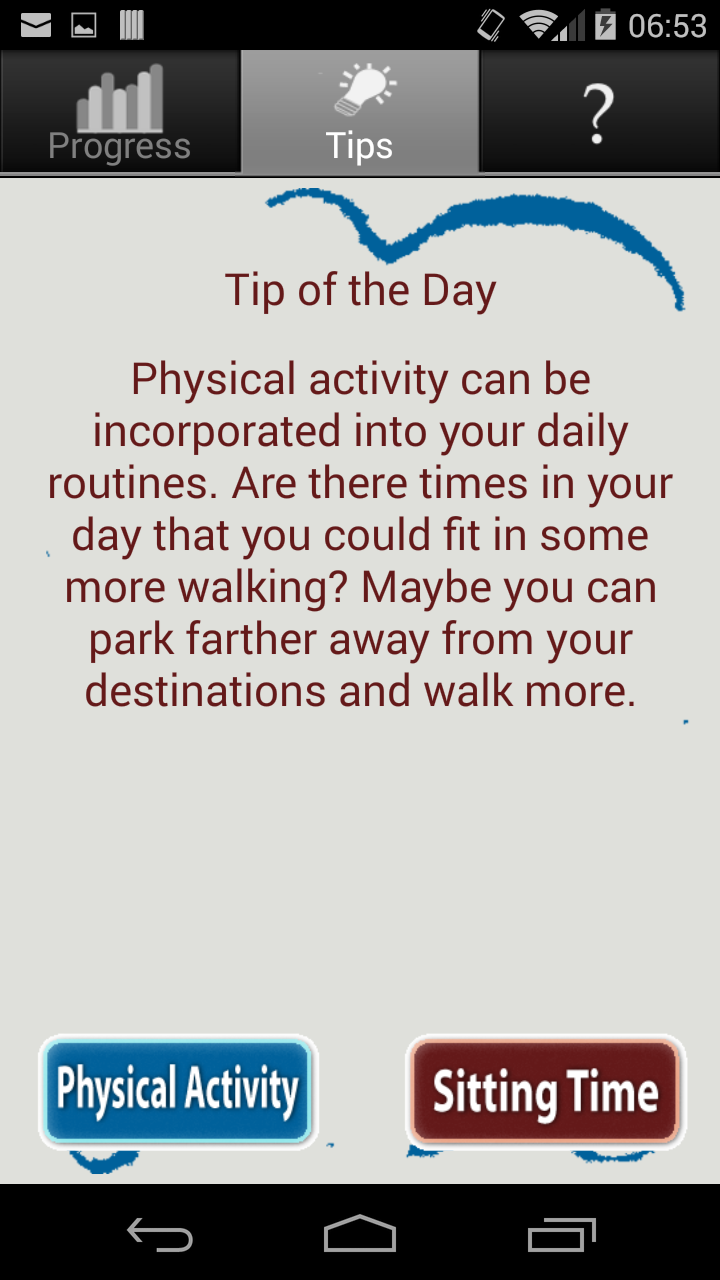 06:53
Progress
Tips
?
Tip of the Day
Physical activity can be
incorporated into your daily
routines. Are there times in your
day that you could fit in some
more walking? Maybe you can
park farther away from your
destinations and walk more.
Physical Activity
Sitting Time